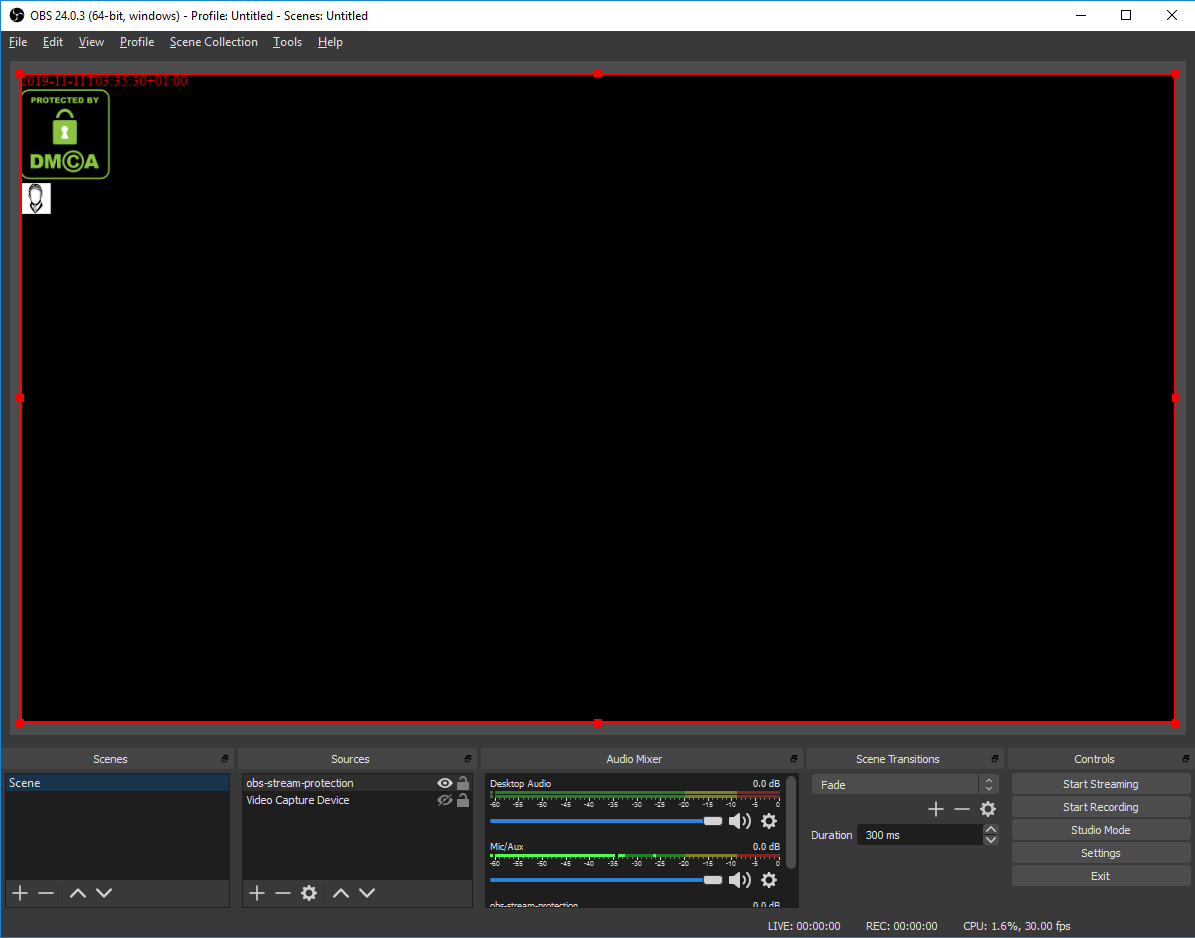 OBS 24.0.3 (64-bit, windows) - Profile: Untitled - Scenes: Untitled
File Edit View Profile Scene Collection Tools Help
2019-11-11T03:35:30+01:00
PROTECTED BY
DMCA
Scenes
Scene
Sources
obs-stream-protection
Video Capture Device
Audio Mixer
Desktop Audio 0.0 dB
-60 -55 -50 -45 -40 -35 -30 -25 -20 -15 -10 -5 0
Mic/Aux 0.0 dB
-60 -55 -50 -45 -40 -35 -30 -25 -20 -15 -10 -5 0
obs-stream-protection 0.0 dB
Scene Transitions
Fade
Duration 300 ms
Controls
Start Streaming
Start Recording
Studio Mode
Settings
Exit
LIVE: 00:00:00 REC: 00:00:00 CPU: 1.6%, 30.00 fps